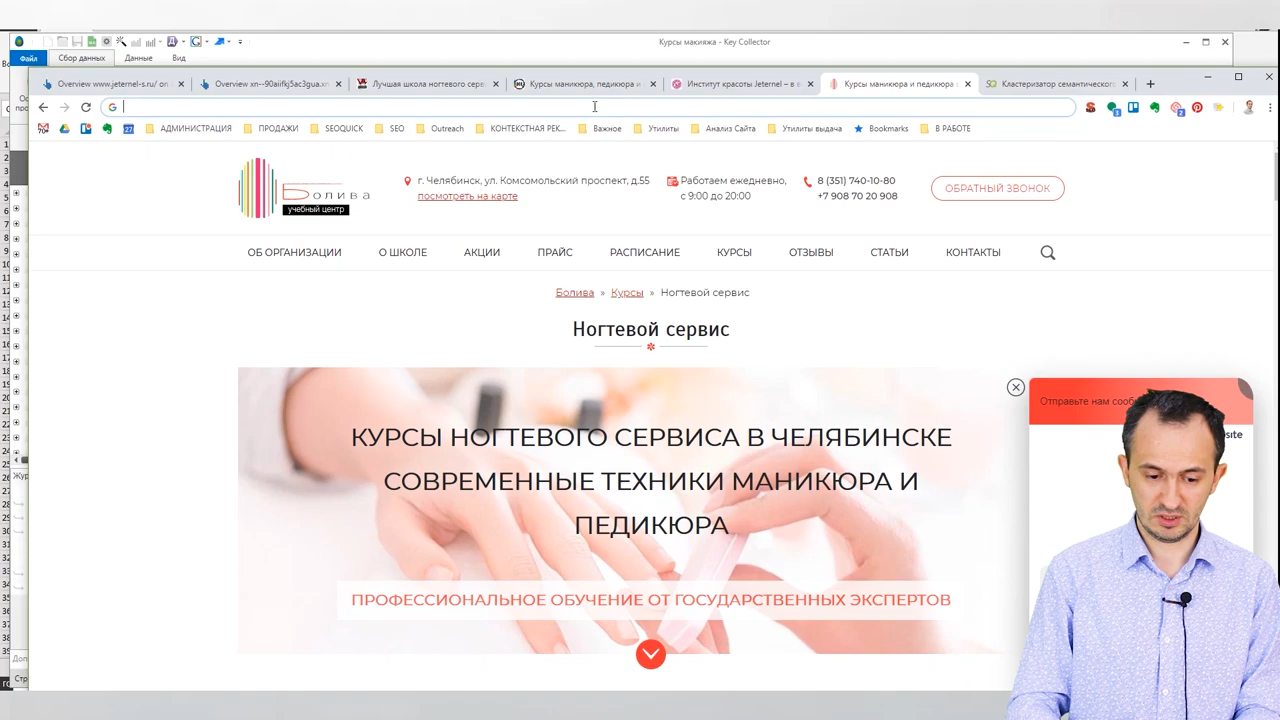 Курсы макияжа - Key Collector
Файл
Сбор данных
Данные
Вид
Overview www.jeternel-s.ru/ on
Overview xn--90aiifkj5ac3gua.xn
Лучшая школа ногтевого серв
Курсы маникюра, педикюра и
Институт красоты Jeternel – в
Курсы маникюра и педикюра
Кластеризатор семантического
АДМИНИСТРАЦИЯ
ПРОДАЖИ
SEOQUICK
SEO
Outreach
КОНТЕКСТНАЯ РЕК...
Важное
Утилиты
Анализ Сайта
Утилиты выдача
Bookmarks
В РАБОТЕ
Болива
учебный центр
г. Челябинск, ул. Комсомольский проспект, д.55
посмотреть на карте
Работаем ежедневно,
с 9:00 до 20:00
8 (351) 740-10-80
+7 908 70 20 908
ОБРАТНЫЙ ЗВОНОК
ОБ ОРГАНИЗАЦИИ
О ШКОЛЕ
АКЦИИ
ПРАЙС
РАСПИСАНИЕ
КУРСЫ
ОТЗЫВЫ
СТАТЬИ
КОНТАКТЫ
Болива » Курсы » Ногтевой сервис
Ногтевой сервис
КУРСЫ НОГТЕВОГО СЕРВИСА В ЧЕЛЯБИНСКЕ
СОВРЕМЕННЫЕ ТЕХНИКИ МАНИКЮРА И
ПЕДИКЮРА
ПРОФЕССИОНАЛЬНОЕ ОБУЧЕНИЕ ОТ ГОСУДАРСТВЕННЫХ ЭКСПЕРТОВ
Отправьте нам сооб
site